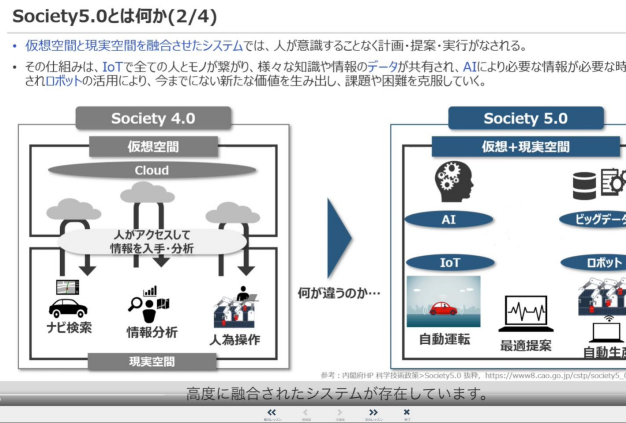 Society5.0とは何か(2/4)
• 仮想空間と現実空間を融合させたシステムでは、人が意識することなく計画・提案・実行がなされる。
• その仕組みは、IoTで全ての人とモノが繋がり、様々な知識や情報のデータが共有され、AIにより必要な情報が必要な時
されロボットの活用により、今までにない新たな価値を生み出し、課題や困難を克服していく。
Society 4.0
仮想空間
Cloud
人がアクセスして
情報を入手・分析
ナビ検索
情報分析
人為操作
現実空間
何が違うのか…
Society 5.0
仮想+現実空間
AI
ビッグデータ
IoT
ロボット
自動運転
最適提案
自動生産
参考：内閣府HP 科学技術政策>Society5.0 抜粋, https://www8.cao.go.jp/cstp/society5_0
高度に融合されたシステムが存在しています。